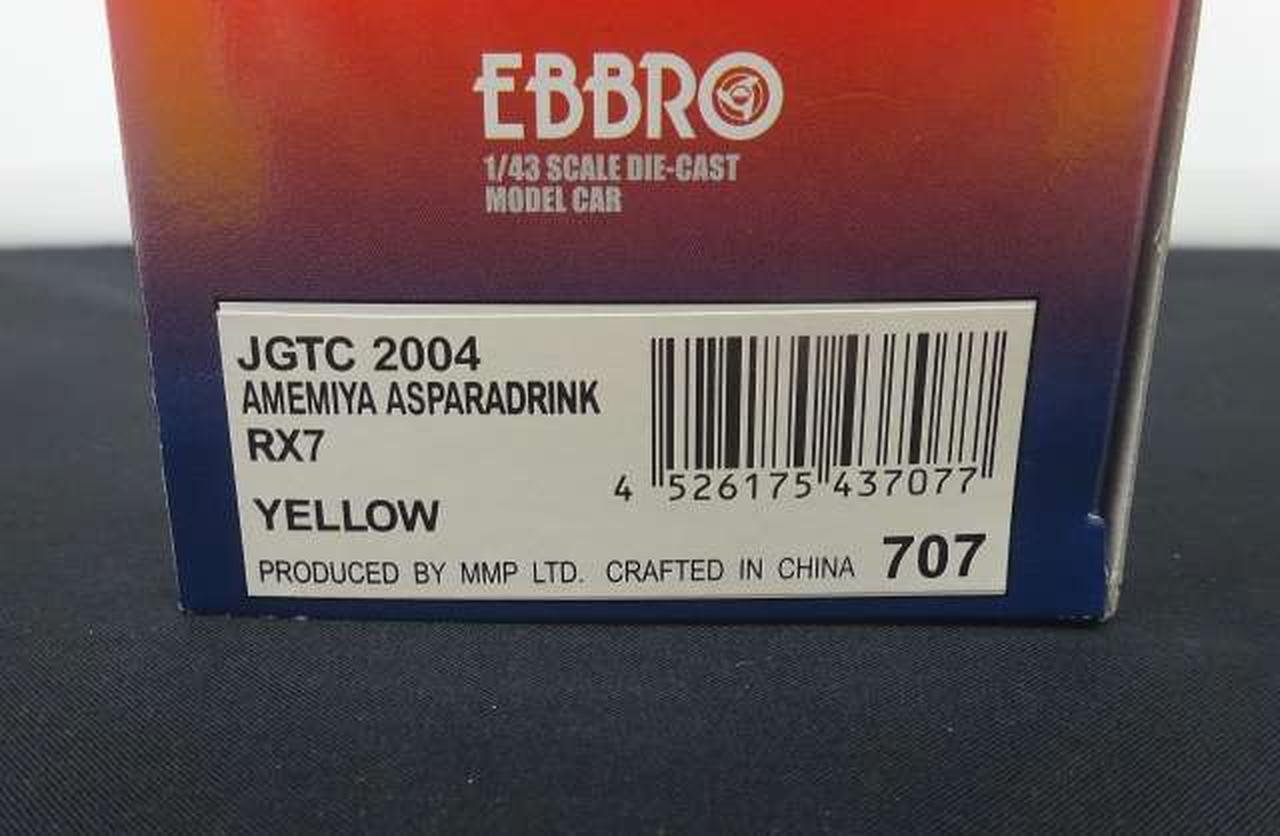 EBBRO
1/43 SCALE DIE-CAST
MODEL CAR
JGTC 2004
AMEMIYA ASPARADRINK
RX7
YELLOW
4 526175 437077
PRODUCED BY MMP LTD. CRAFTED IN CHINA 707